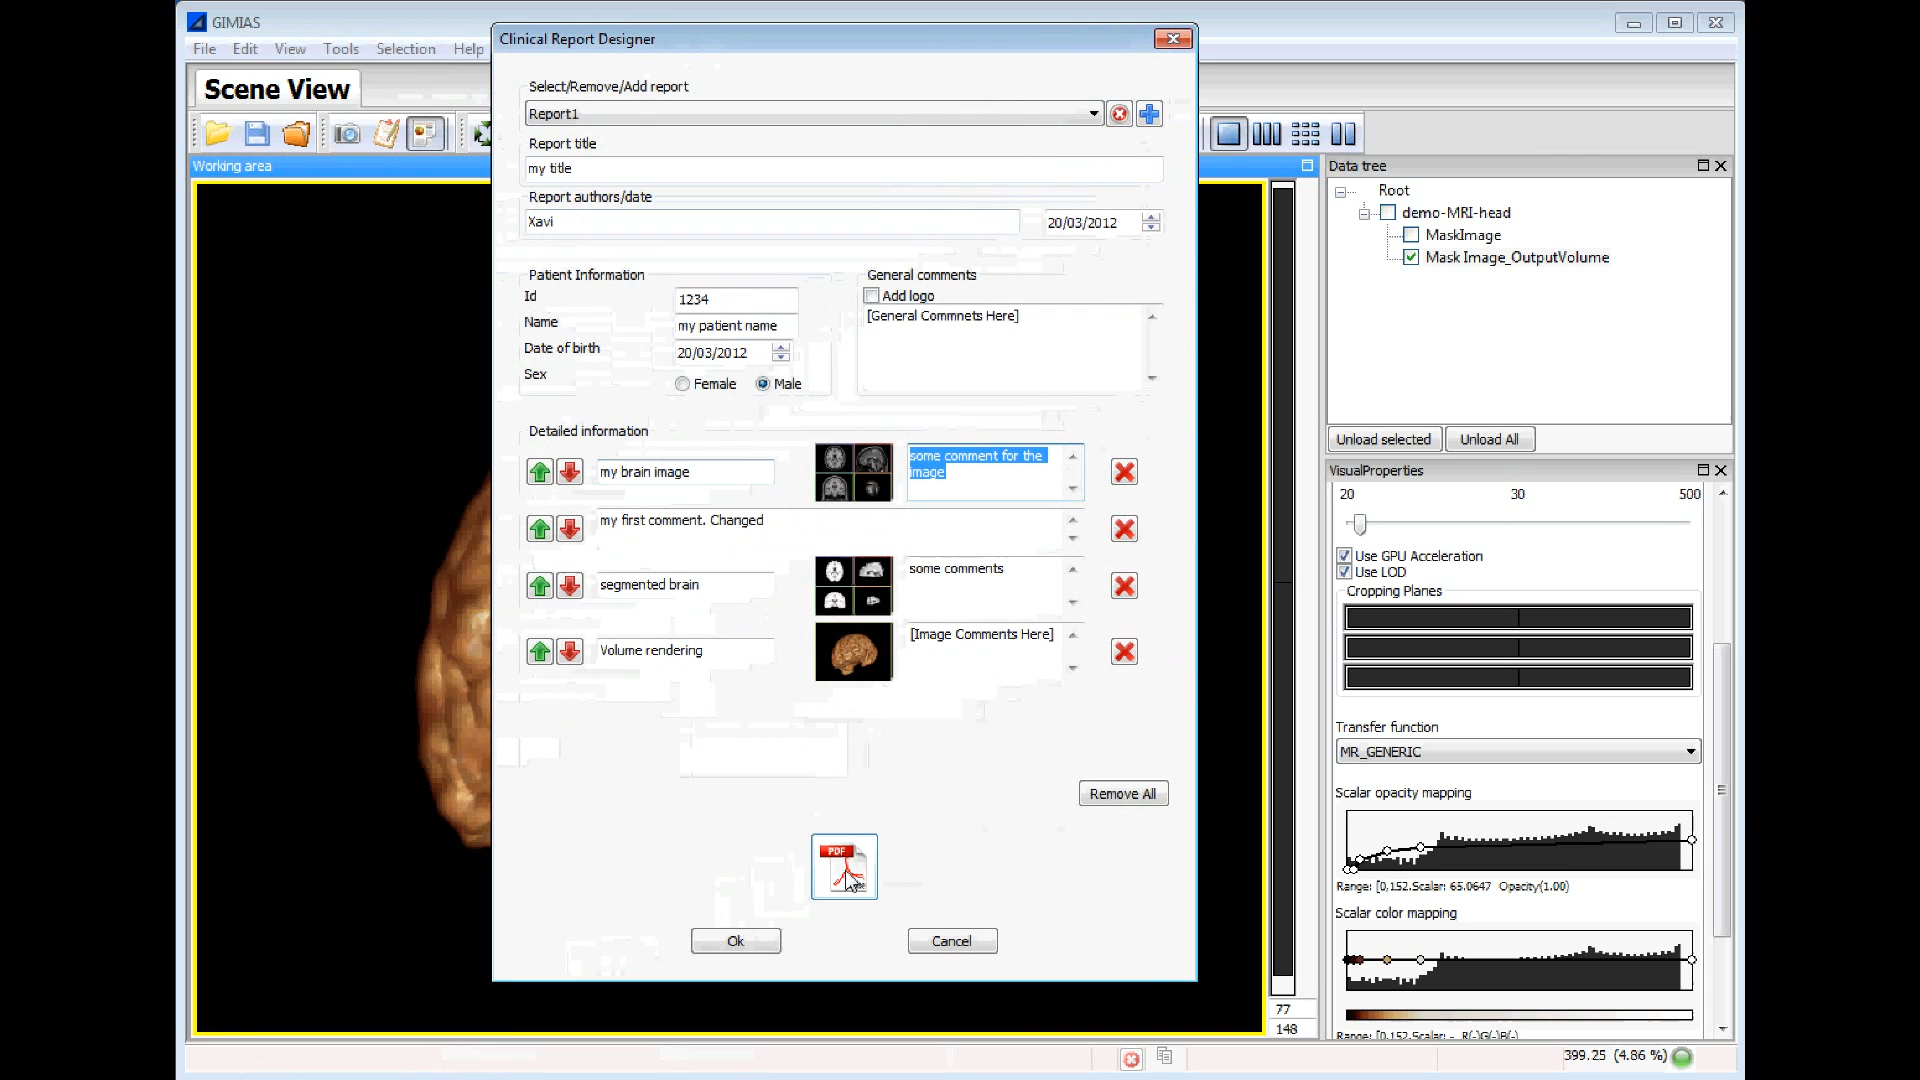 GIMIAS
File Edit View Tools Selection Help
Scene View
Working area
Clinical Report Designer
Select/Remove/Add report
Report1
Report title
my title
Report authors/date
Xavi
20/03/2012
Patient Information
Id
1234
Name
my patient name
Date of birth
20/03/2012
Sex
Female
Male
General comments
Add logo
[General Commnets Here]
Detailed information
my brain image
some comment for the
image
my first comment. Changed
segmented brain
some comments
Volume rendering
[Image Comments Here]
Remove All
PDF
Ok
Cancel
77
148
Data tree
Root
demo-MRI-head
MaskImage
Mask Image_OutputVolume
Unload selected
Unload All
VisualProperties
20 30 500
Use GPU Acceleration
Use LOD
Cropping Planes
Transfer function
MR_GENERIC
Scalar opacity mapping
Range: [0,152.Scalar: 65.0647 Opacity(1.00)
Scalar color mapping
Range: [0,152.Scalar: - R(-)G(-)B(-)
399.25 (4.86 %)